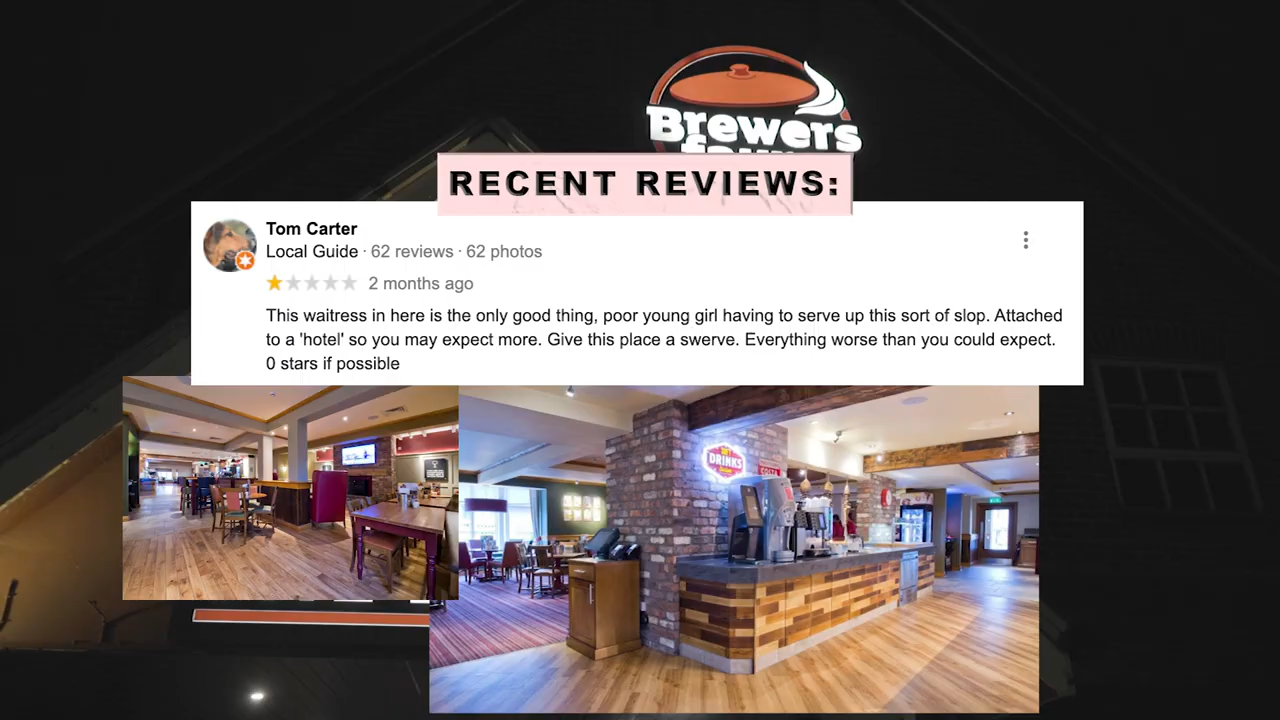 Brewers
RECENT REVIEWS:
Tom Carter
Local Guide · 62 reviews · 62 photos
2 months ago
This waitress in here is the only good thing, poor young girl having to serve up this sort of slop. Attached
to a 'hotel' so you may expect more. Give this place a swerve. Everything worse than you could expect.
0 stars if possible
DRINKS
COSTA